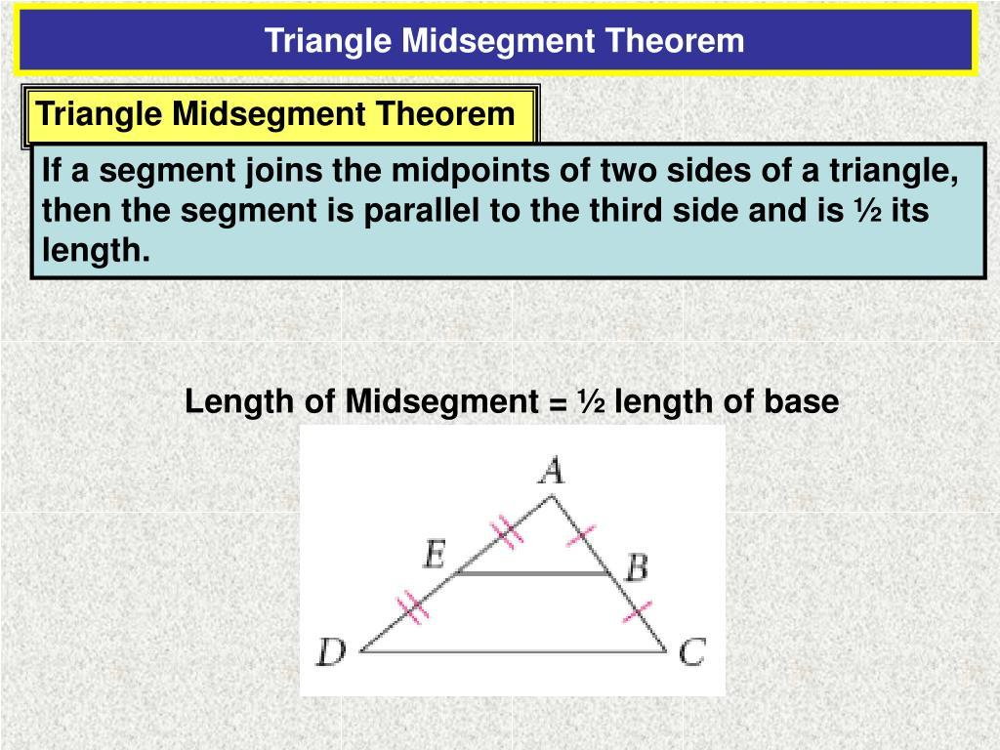 Triangle Midsegment Theorem
Triangle Midsegment Theorem
If a segment joins the midpoints of two sides of a triangle,
then the segment is parallel to the third side and is ½ its
length.
Length of Midsegment = ½ length of base
A
E
B
D
C